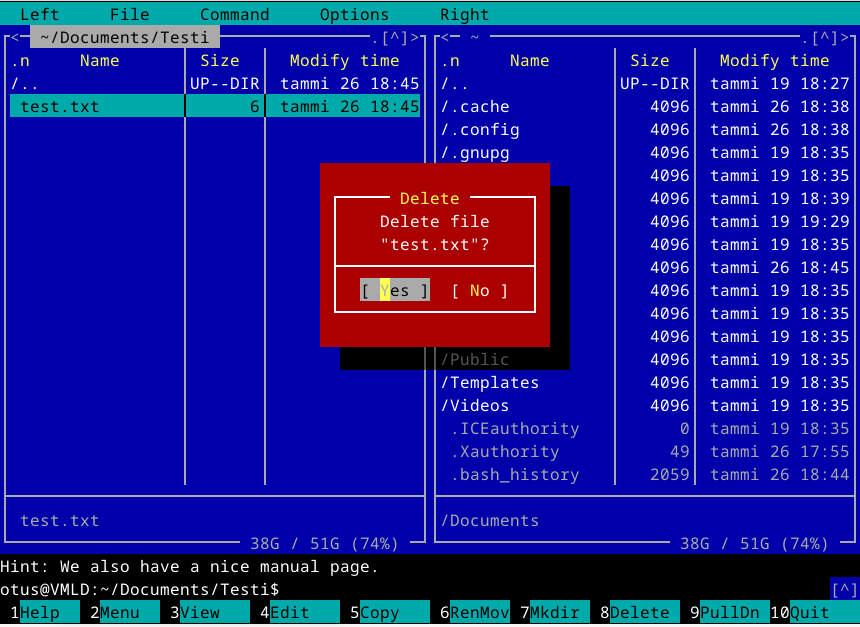 Left File Command Options Right
<- ~/Documents/Testi .[^]> <- ~ .[^]>
.n Name Size Modify time .n Name Size Modify time
/.. UP--DIR tammi 26 18:45 /.. UP--DIR tammi 19 18:27
test.txt 6 tammi 26 18:45 /.cache 4096 tammi 26 18:38
/.config 4096 tammi 26 18:38
/.gnupg 4096 tammi 19 18:35
4096 tammi 19 18:35
Delete 4096 tammi 19 18:39
Delete file 4096 tammi 19 19:29
"test.txt"? 4096 tammi 19 18:35
4096 tammi 26 18:45
[ Yes ] [ No ] 4096 tammi 19 18:35
4096 tammi 19 18:35
4096 tammi 19 18:35
/Public 4096 tammi 19 18:35
/Templates 4096 tammi 19 18:35
/Videos 4096 tammi 19 18:35
.ICEauthority 0 tammi 19 18:35
.Xauthority 49 tammi 26 17:55
.bash_history 2059 tammi 26 18:44
test.txt /Documents
38G / 51G (74%) 38G / 51G (74%)
Hint: We also have a nice manual page.
otus@VMLD:~/Documents/Testi$ [^]
1Help 2Menu 3View 4Edit 5Copy 6RenMov 7Mkdir 8Delete 9PullDn 10Quit